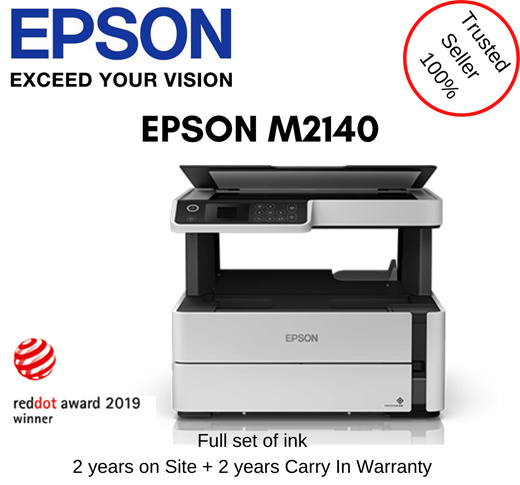 EPSON
EXCEED YOUR VISION
Trusted
Seller
100%
EPSON M2140
EPSON
reddot award 2019
winner
Full set of ink
2 years on Site + 2 years Carry In Warranty